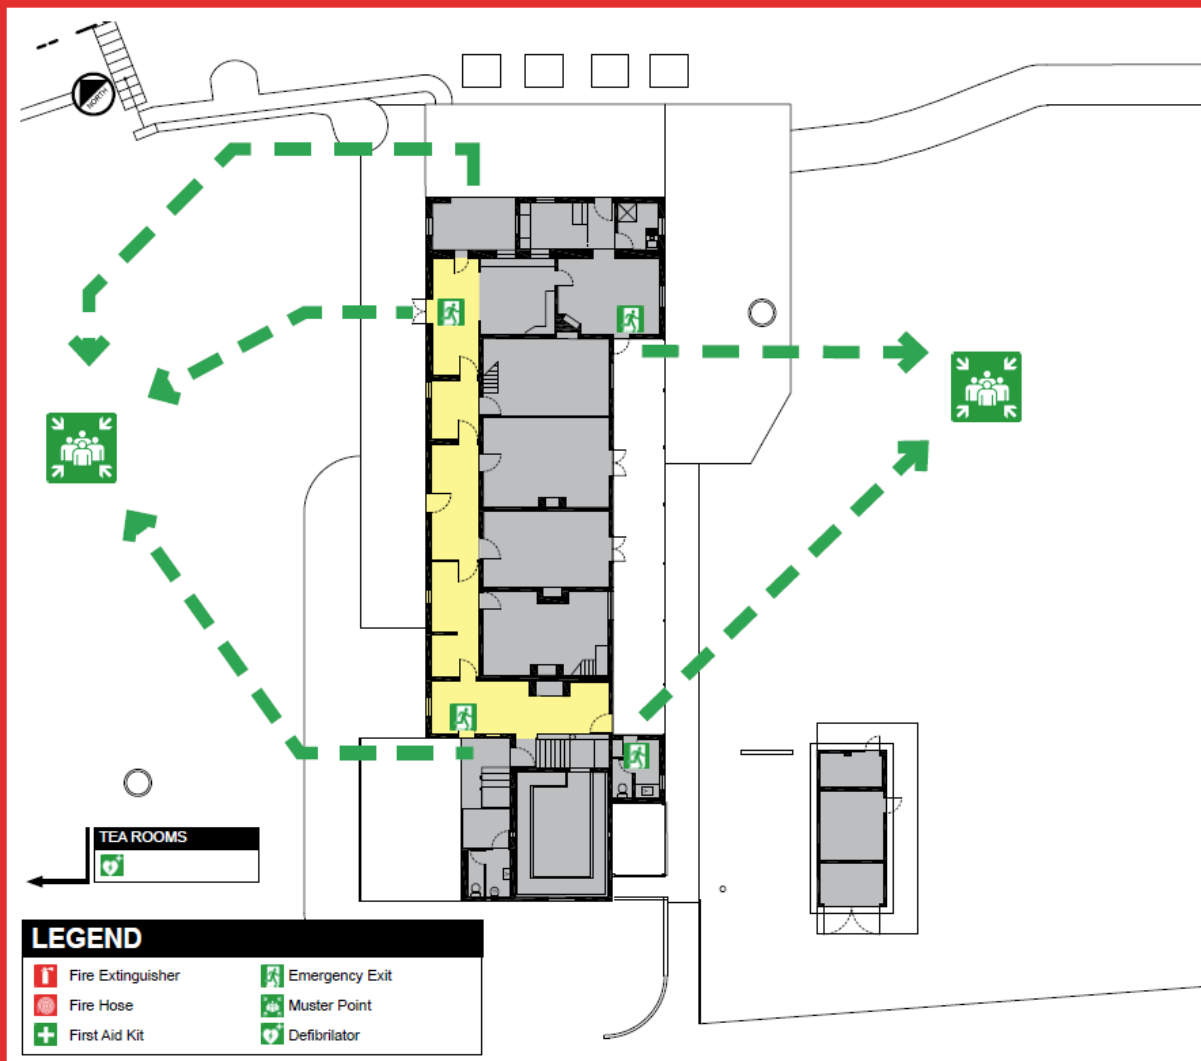 NORTH
TEA ROOMS
LEGEND
Fire Extinguisher
Emergency Exit
Fire Hose
Muster Point
First Aid Kit
Defibrilator